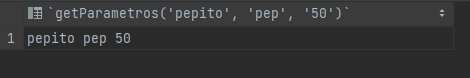 `getParametros('pepito', 'pep', '50')`
1 pepito pep 50